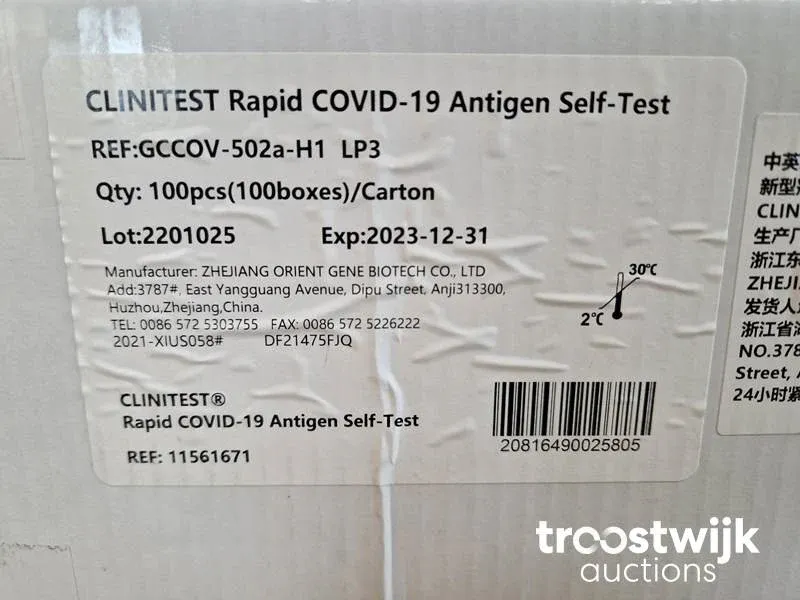 CLINITEST Rapid COVID-19 Antigen Self-Test
REF:GCCOV-502a-H1 LP3
Qty: 100pcs(100boxes)/Carton
Lot:2201025 Exp:2023-12-31
Manufacturer: ZHEJIANG ORIENT GENE BIOTECH CO., LTD
Add:3787#, East Yangguang Avenue, Dipu Street, Anji313300,
Huzhou,Zhejiang,China.
TEL: 0086 572 5303755 FAX: 0086 572 5226222
2021-XIUS058# DF21475FJQ
30℃
2℃
CLINITEST®
Rapid COVID-19 Antigen Self-Test
REF: 11561671
20816490025805
中英
新型
CLIN
生产厂
浙江东
ZHEJI
发货人
浙江省湖
NO.378
Street, A
24小时紧
troostwijk
auctions